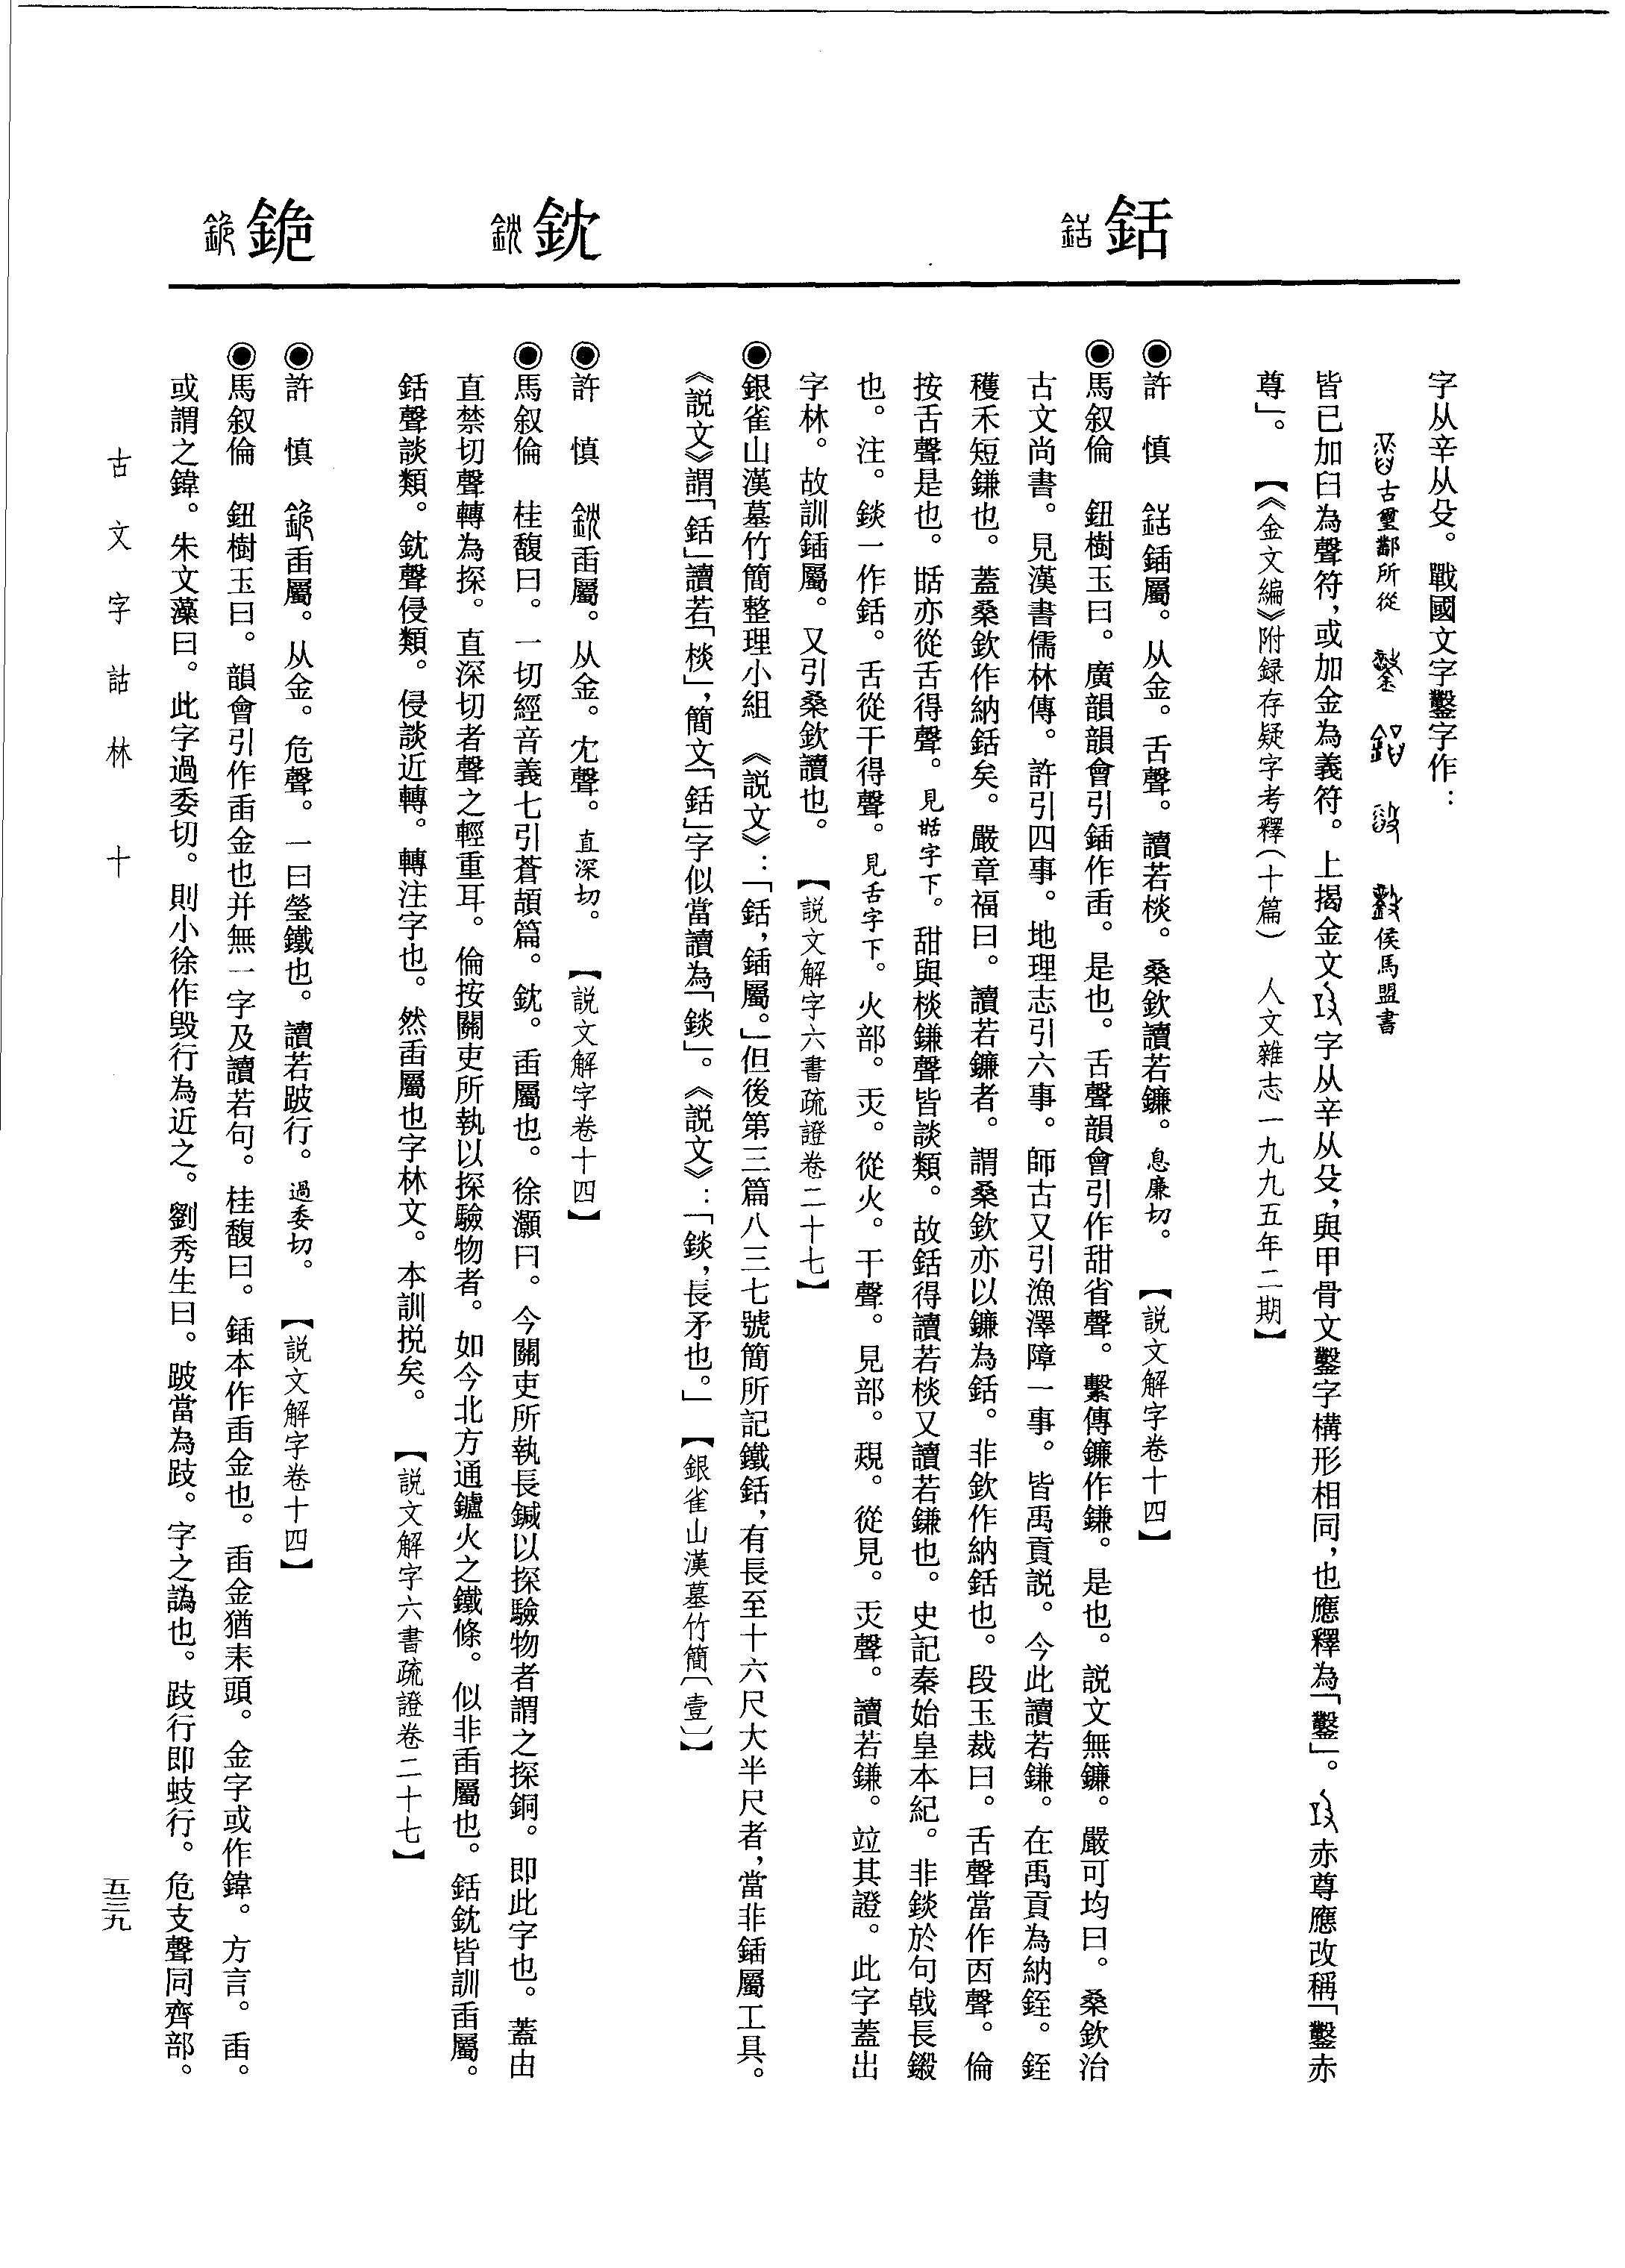 字从辛从殳。戰國文字鑿字作：
古璽鄰所從　侯馬盟書
皆已加臼為聲符，或加金為義符。上揭金文字从辛从殳，與甲骨文鑿字構形相同，也應釋為「鑿」。赤尊應改稱「鑿赤
尊」。【《金文編》附録存疑字考釋（十篇）　人文雜志一九九五年二期】
銛
◉許　慎　銛鍤屬。从金。舌聲。讀若棪。桑欽讀若鐮。息廉切。【説文解字卷十四】
◉馬叙倫　鈕樹玉曰。廣韻韻會引鍤作臿。是也。舌聲韻會引作甜省聲。繫傳鐮作鎌。是也。説文無鐮。嚴可均曰。桑欽治
古文尚書。見漢書儒林傳。許引四事。地理志引六事。師古又引漁澤障一事。皆禹貢説。今此讀若鎌。在禹貢為納銍。銍
穫禾短鎌也。蓋桑欽作納銛矣。嚴章福曰。讀若鐮者。謂桑欽亦以鐮為銛。非欽作納銛也。段玉裁曰。舌聲當作㐁聲。倫
按舌聲是也。䑙亦從舌得聲。見䑙字下。甜與棪鎌聲皆談類。故銛得讀若棪又讀若鎌也。史記秦始皇本紀。非錟於句戟長鎩
也。注。錟一作銛。舌從干得聲。見舌字下。火部。灻。從火。干聲。見部。覢。從見。灻聲。讀若鎌。竝其證。此字蓋出
字林。故訓鍤屬。又引桑欽讀也。【説文解字六書疏證卷二十七】
◉銀雀山漢墓竹簡整理小組　《説文》：「銛，鍤屬。」但後第三篇八三七號簡所記鐵銛，有長至十六尺大半尺者，當非鍤屬工具。
《説文》謂「銛」讀若「棪」，簡文「銛」字似當讀為「錟」。《説文》：「錟，長矛也。」【銀雀山漢墓竹簡〔壹〕】
鈂
◉許　慎　鈂臿屬。从金。冘聲。直深切。【説文解字卷十四】
◉馬叙倫　桂馥曰。一切經音義七引蒼頡篇。鈂。臿屬也。徐灝曰。今關吏所執長鍼以探驗物者謂之探銅。即此字也。蓋由
直禁切聲轉為探。直深切者聲之輕重耳。倫按關吏所執以探驗物者。如今北方通鑪火之鐵條。似非臿屬也。銛鈂皆訓臿屬。
銛聲談類。鈂聲侵類。侵談近轉。轉注字也。然臿屬也字林文。本訓挩矣。【説文解字六書疏證卷二十七】
鉇
◉許　慎　臿屬。从金。危聲。一曰瑩鐵也。讀若跛行。過委切。【説文解字卷十四】
◉馬叙倫　鈕樹玉曰。韻會引作臿金也并無一字及讀若句。桂馥曰。鍤本作臿金也。臿金猶耒頭。金字或作鍏。方言。臿。
或謂之鍏。朱文藻曰。此字過委切。則小徐作毁行為近之。劉秀生曰。跛當為跂。字之譌也。跂行即蚑行。危支聲同齊部。
古文字詁林　十
五三九